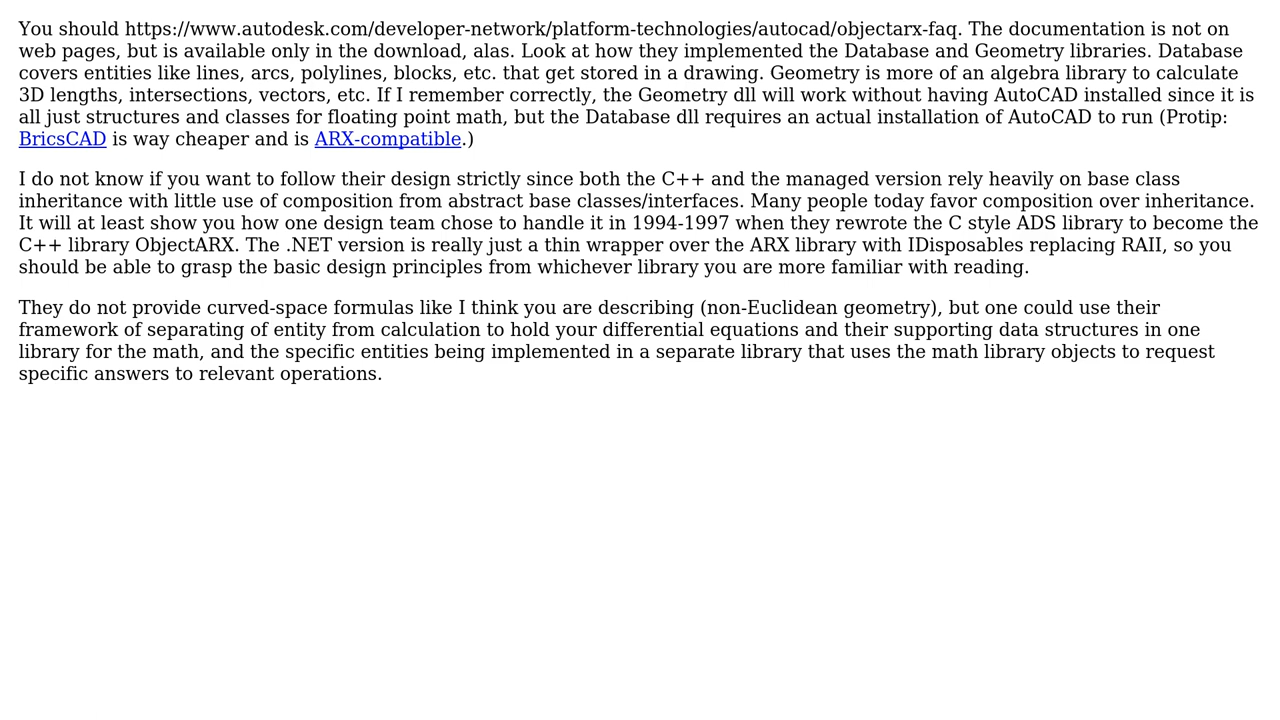 You should https://www.autodesk.com/developer-network/platform-technologies/autocad/objectarx-faq. The documentation is not on
web pages, but is available only in the download, alas. Look at how they implemented the Database and Geometry libraries. Database
covers entities like lines, arcs, polylines, blocks, etc. that get stored in a drawing. Geometry is more of an algebra library to calculate
3D lengths, intersections, vectors, etc. If I remember correctly, the Geometry dll will work without having AutoCAD installed since it is
all just structures and classes for floating point math, but the Database dll requires an actual installation of AutoCAD to run (Protip:
BricsCAD is way cheaper and is ARX-compatible.)
I do not know if you want to follow their design strictly since both the C++ and the managed version rely heavily on base class
inheritance with little use of composition from abstract base classes/interfaces. Many people today favor composition over inheritance.
It will at least show you how one design team chose to handle it in 1994-1997 when they rewrote the C style ADS library to become the
C++ library ObjectARX. The .NET version is really just a thin wrapper over the ARX library with IDisposables replacing RAII, so you
should be able to grasp the basic design principles from whichever library you are more familiar with reading.
They do not provide curved-space formulas like I think you are describing (non-Euclidean geometry), but one could use their
framework of separating of entity from calculation to hold your differential equations and their supporting data structures in one
library for the math, and the specific entities being implemented in a separate library that uses the math library objects to request
specific answers to relevant operations.